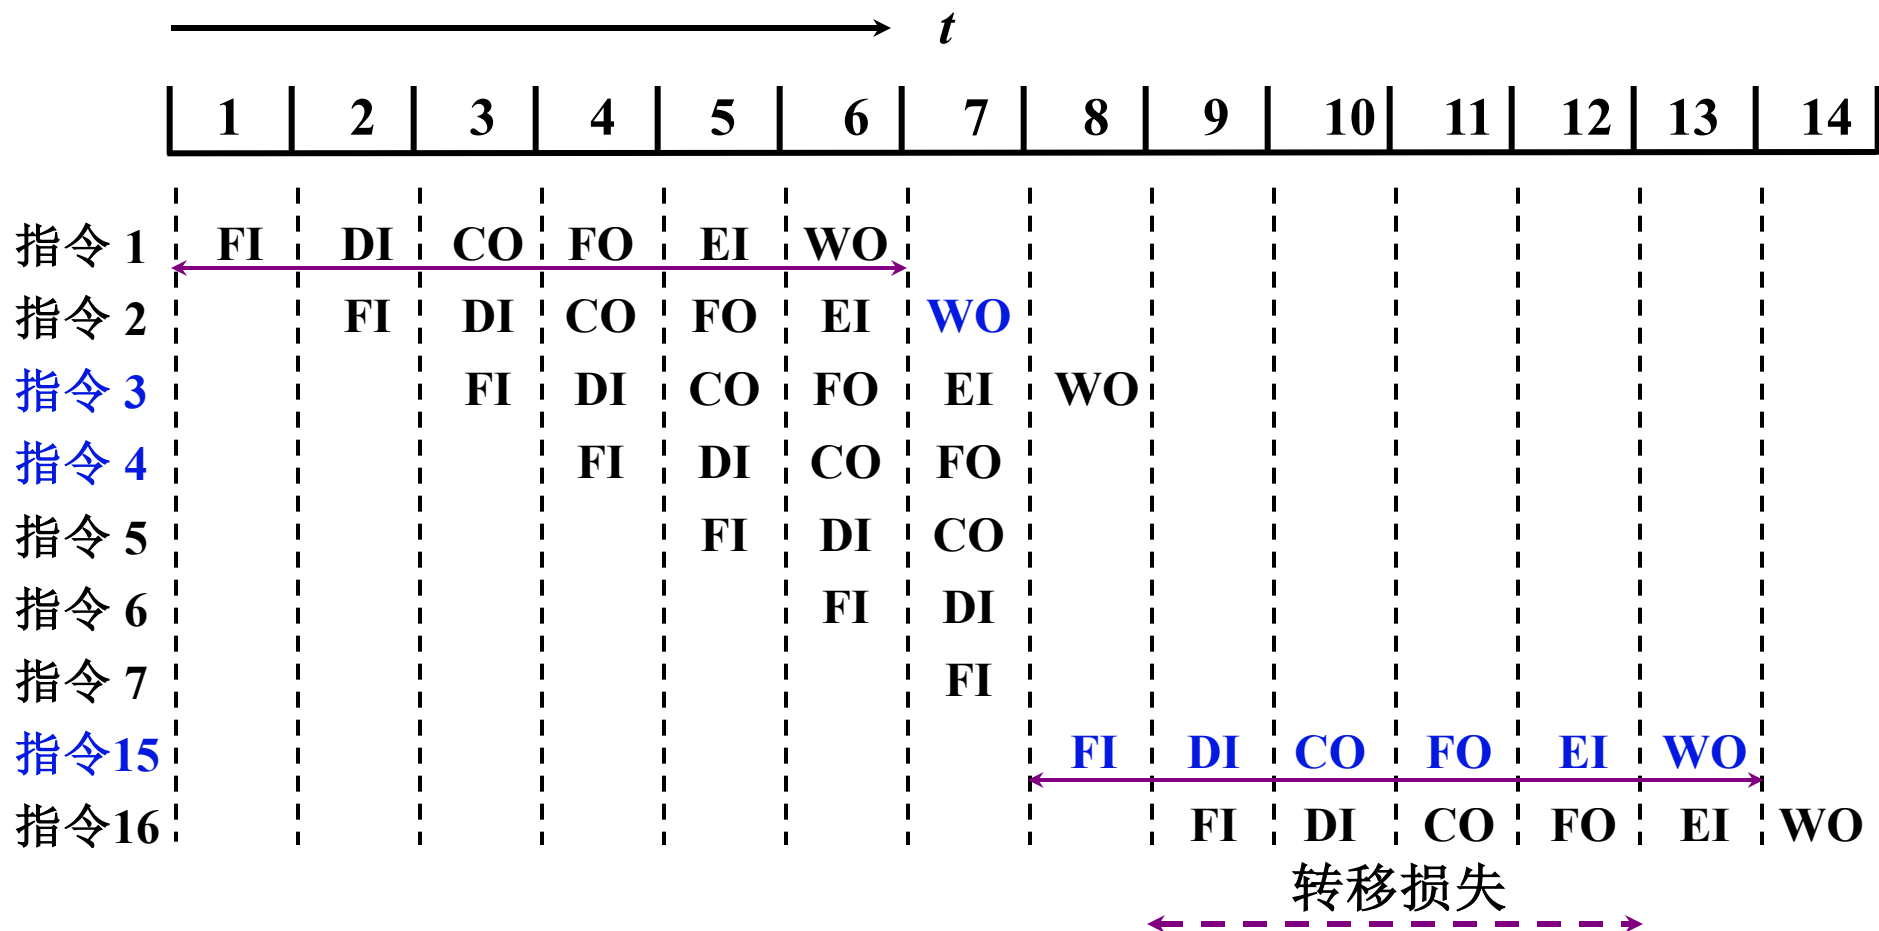 t
1 2 3 4 5 6 7 8 9 10 11 12 13 14
指令 1 FI DI CO FO EI WO
指令 2 FI DI CO FO EI WO
指令 3 FI DI CO FO EI WO
指令 4 FI DI CO FO
指令 5 FI DI CO
指令 6 FI DI
指令 7 FI
指令15 FI DI CO FO EI WO
指令16 FI DI CO FO EI WO
转移损失